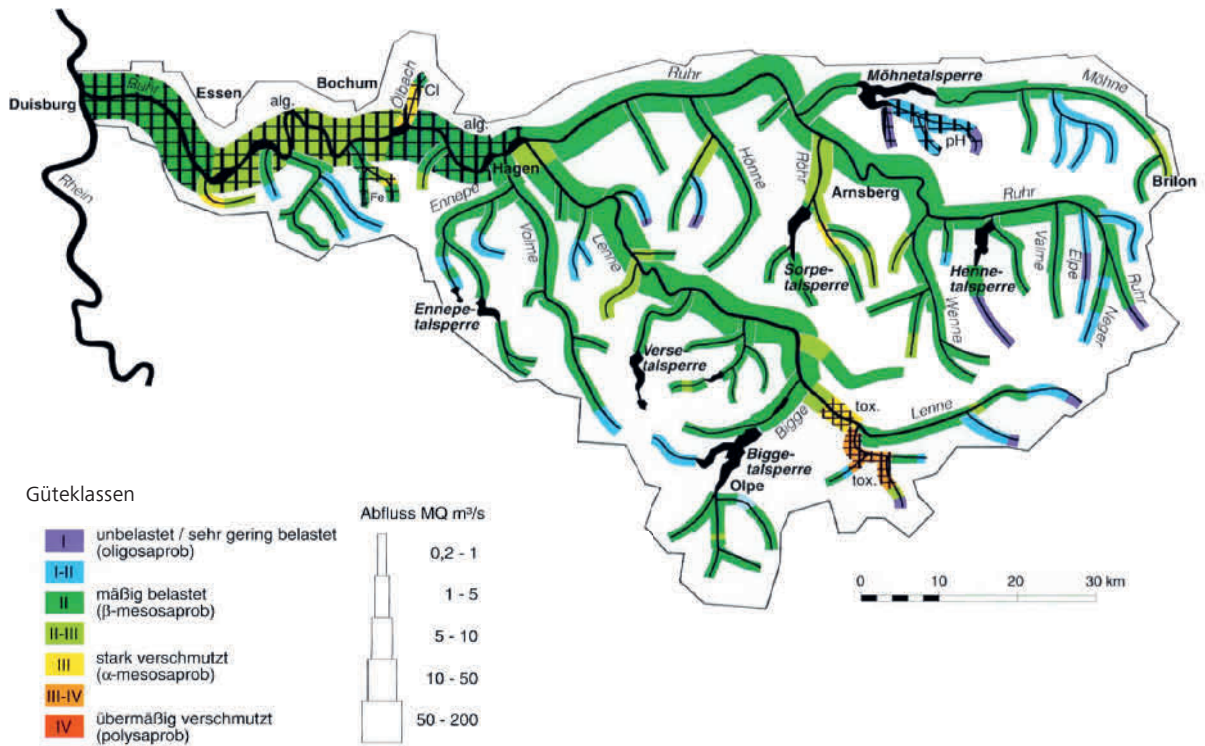 Duisburg
Ruhr
Essen
alg.
Bochum
Ölbach
Cl
alg.
Ruhr
Möhnetalsperre
Möhne
pH
Brilon
Rhein
Fe
Hagen
Ennepe
Volme
Lenne
Hönne
Röhr
Arnsberg
Ruhr
Sorpe-
talsperre
Henne-
talsperre
Valme
Elpe
Ruhr
Neger
Wenne
Ennepe-
talsperre
Verse-
talsperre
Bigge
tox.
Lenne
tox.
Bigge-
talsperre
Olpe
Güteklassen
I unbelastet / sehr gering belastet
(oligosaprob)
I-II
II mäßig belastet
(β-mesosaprob)
II-III
III stark verschmutzt
(α-mesosaprob)
III-IV
IV übermäßig verschmutzt
(polysaprob)
Abfluss MQ m³/s
0,2 - 1
1 - 5
5 - 10
10 - 50
50 - 200
0 10 20 30 km